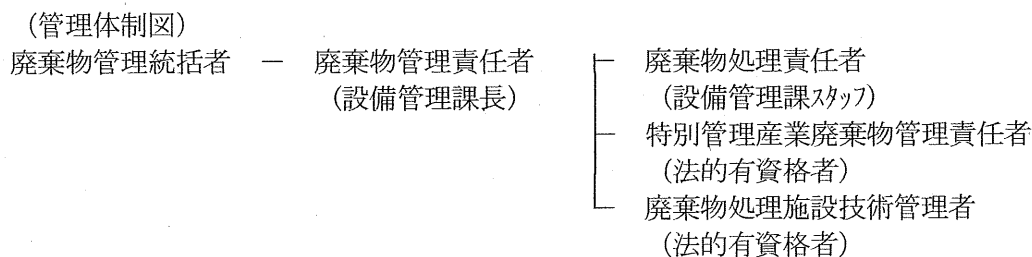 (管理体制図)
廃棄物管理統括者 － 廃棄物管理責任者 廃棄物処理責任者
(設備管理課長) (設備管理課スタッフ)
特別管理産業廃棄物管理責任者
(法的有資格者)
廃棄物処理施設技術管理者
(法的有資格者)